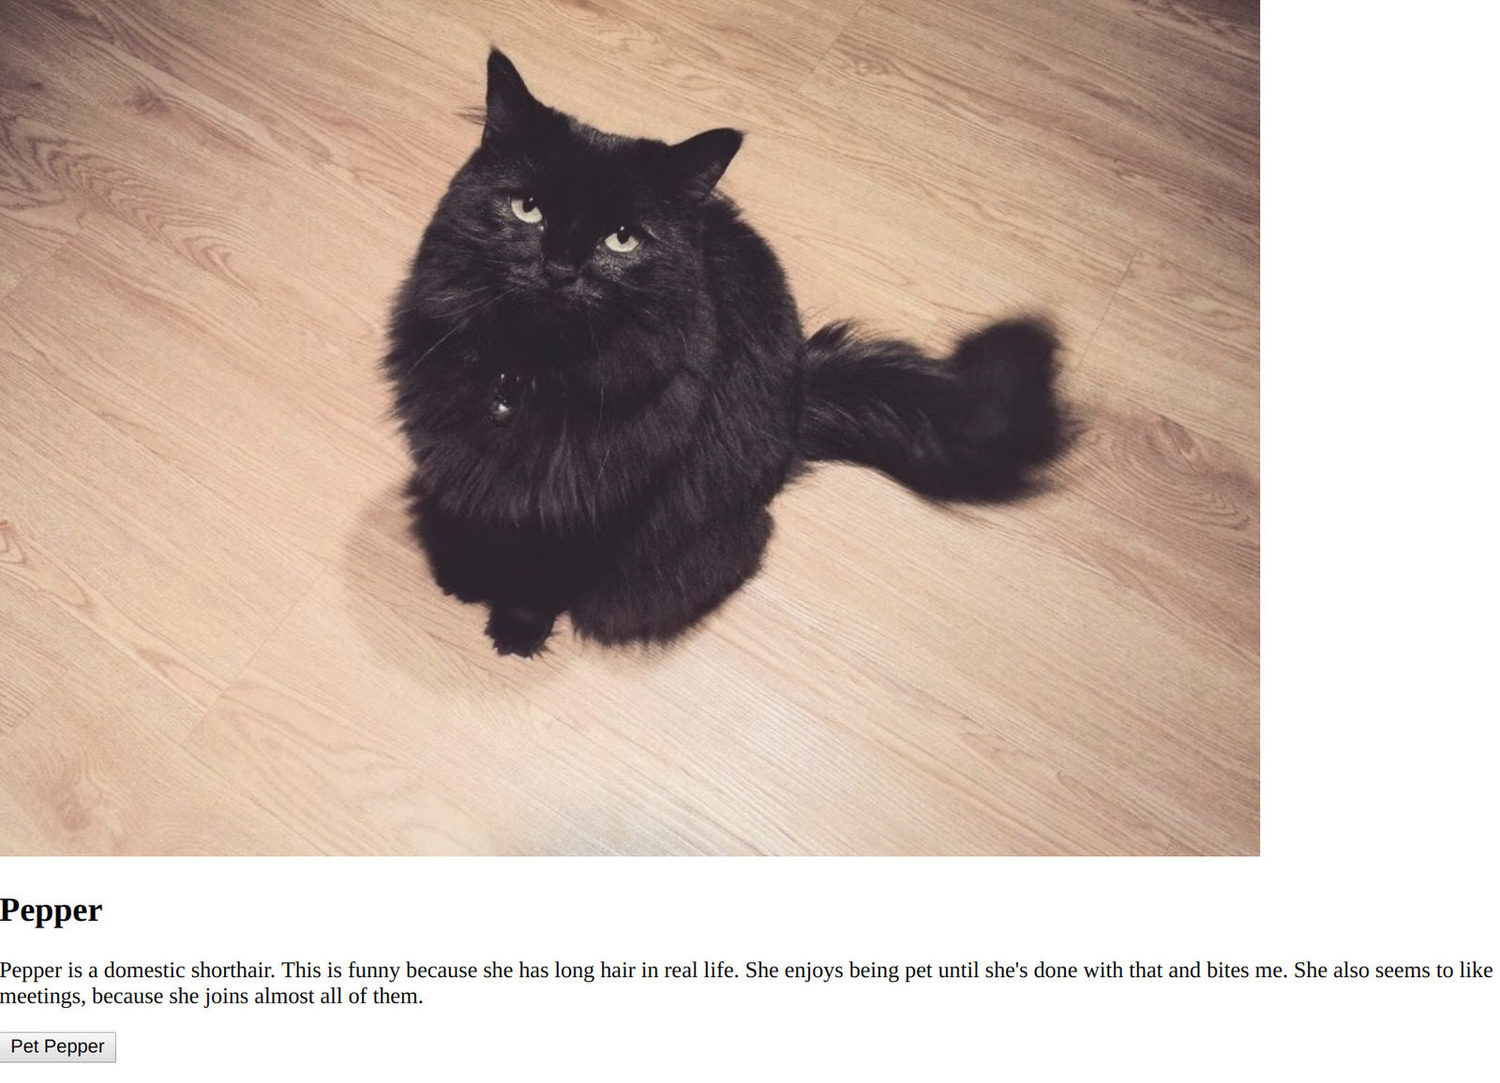 Pepper
Pepper is a domestic shorthair. This is funny because she has long hair in real life. She enjoys being pet until she's done with that and bites me. She also seems to like
meetings, because she joins almost all of them.
Pet Pepper